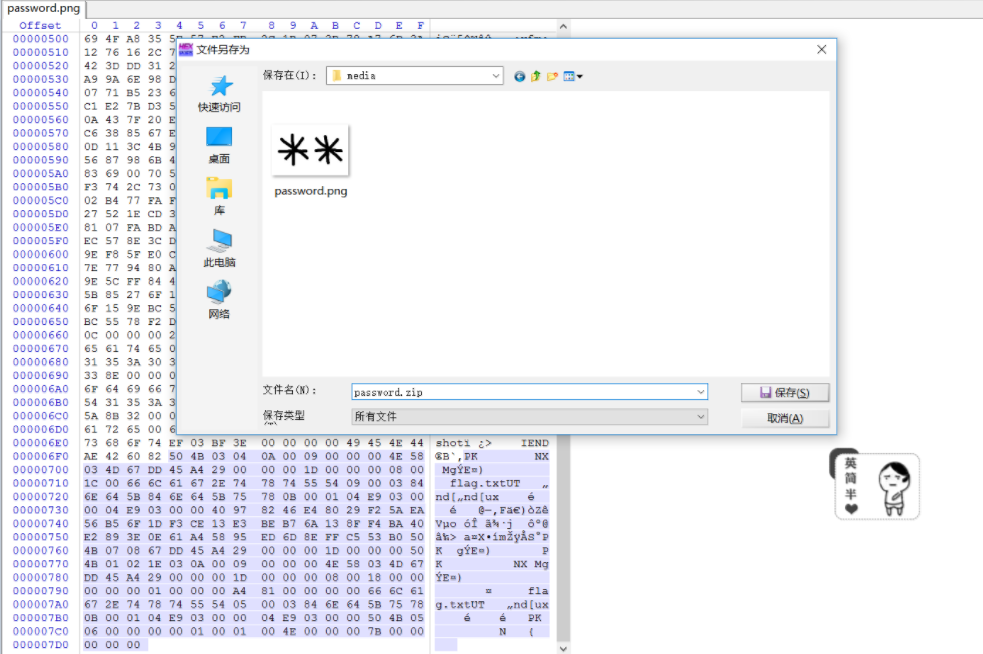 password.png
Offset 0 1 2 3 4 5 6 7 8 9 A B C D E F
00000500 69 4F A8 35
文件另存为
00000510 12 76 16 2C
00000520 42 3D DD 31
保存在(I): media
00000530 A9 9A 6E 98
00000540 07 71 B5 23
快速访问
00000550 C1 E2 7B D3
00000560 0A 43 7F 20
00000570 C6 38 85 67
00000580 0D 11 3C 4B
桌面
00000590 56 87 98 6B
000005A0 83 69 00 70
000005B0 F3 74 2C 73
password.png
000005C0 02 B4 77 FA
库
000005D0 27 52 1E CD
000005E0 81 07 FA BD
000005F0 EC 57 8E 3C
00000600 9E F8 5F E0
此电脑
00000610 7E 77 94 80
00000620 9E 5C FF 84
00000630 5B 85 27 6F
00000640 6F 15 9E BC
网络
00000650 BC 55 78 F2
00000660 0C 00 00 00
00000670 65 61 74 65
00000680 31 35 3A 30
00000690 33 8E 00 00
000006A0 6F 64 69 66
文件名(N): password.zip 保存(S)
000006B0 54 31 35 3A
000006C0 5A 8B 32 00
保存类型 所有文件 取消(A)
000006D0 61 72 65 00
000006E0 73 68 6F 74 EF 03 BF 3E 00 00 00 00 49 45 4E 44 shoti ¿> IEND
000006F0 AE 42 60 82 50 4B 03 04 0A 00 09 00 00 00 4E 58 ®B`‚PK NX
00000700 03 4D 67 DD 45 A4 29 00 00 00 1D 00 00 00 08 00 MgÝE¤)
00000710 1C 00 66 6C 61 67 2E 74 78 74 55 54 09 00 03 84 flag.txtUT „
00000720 6E 64 5B 84 6E 64 5B 75 78 0B 00 01 04 E9 03 00 nd[„nd[ux é
00000730 00 04 E9 03 00 00 40 97 82 46 E4 80 29 F2 5A EA é @—‚Fä€)òZê
00000740 56 B5 6F 1D F3 CE 13 E3 BE B7 6A 13 8F F4 BA 40 Vµo óÎ ã¾·j ôº@
00000750 E2 89 3E 0E 61 A4 58 95 ED 6D 8E FF C5 53 B0 50 â‰> a¤X•ímŽÿÅS°P
00000760 4B 07 08 67 DD 45 A4 29 00 00 00 1D 00 00 00 50 K gÝE¤) P
00000770 4B 01 02 1E 03 0A 00 09 00 00 00 4E 58 03 4D 67 K NX Mg
00000780 DD 45 A4 29 00 00 00 1D 00 00 00 08 00 18 00 00 ÝE¤)
00000790 00 00 00 01 00 00 00 A4 81 00 00 00 00 66 6C 61 ¤ fla
000007A0 67 2E 74 78 74 55 54 05 00 03 84 6E 64 5B 75 78 g.txtUT „nd[ux
000007B0 0B 00 01 04 E9 03 00 00 04 E9 03 00 00 50 4B 05 é é PK
000007C0 06 00 00 00 00 01 00 01 00 4E 00 00 00 7B 00 00 N {
000007D0 00 00 00
英
简
半